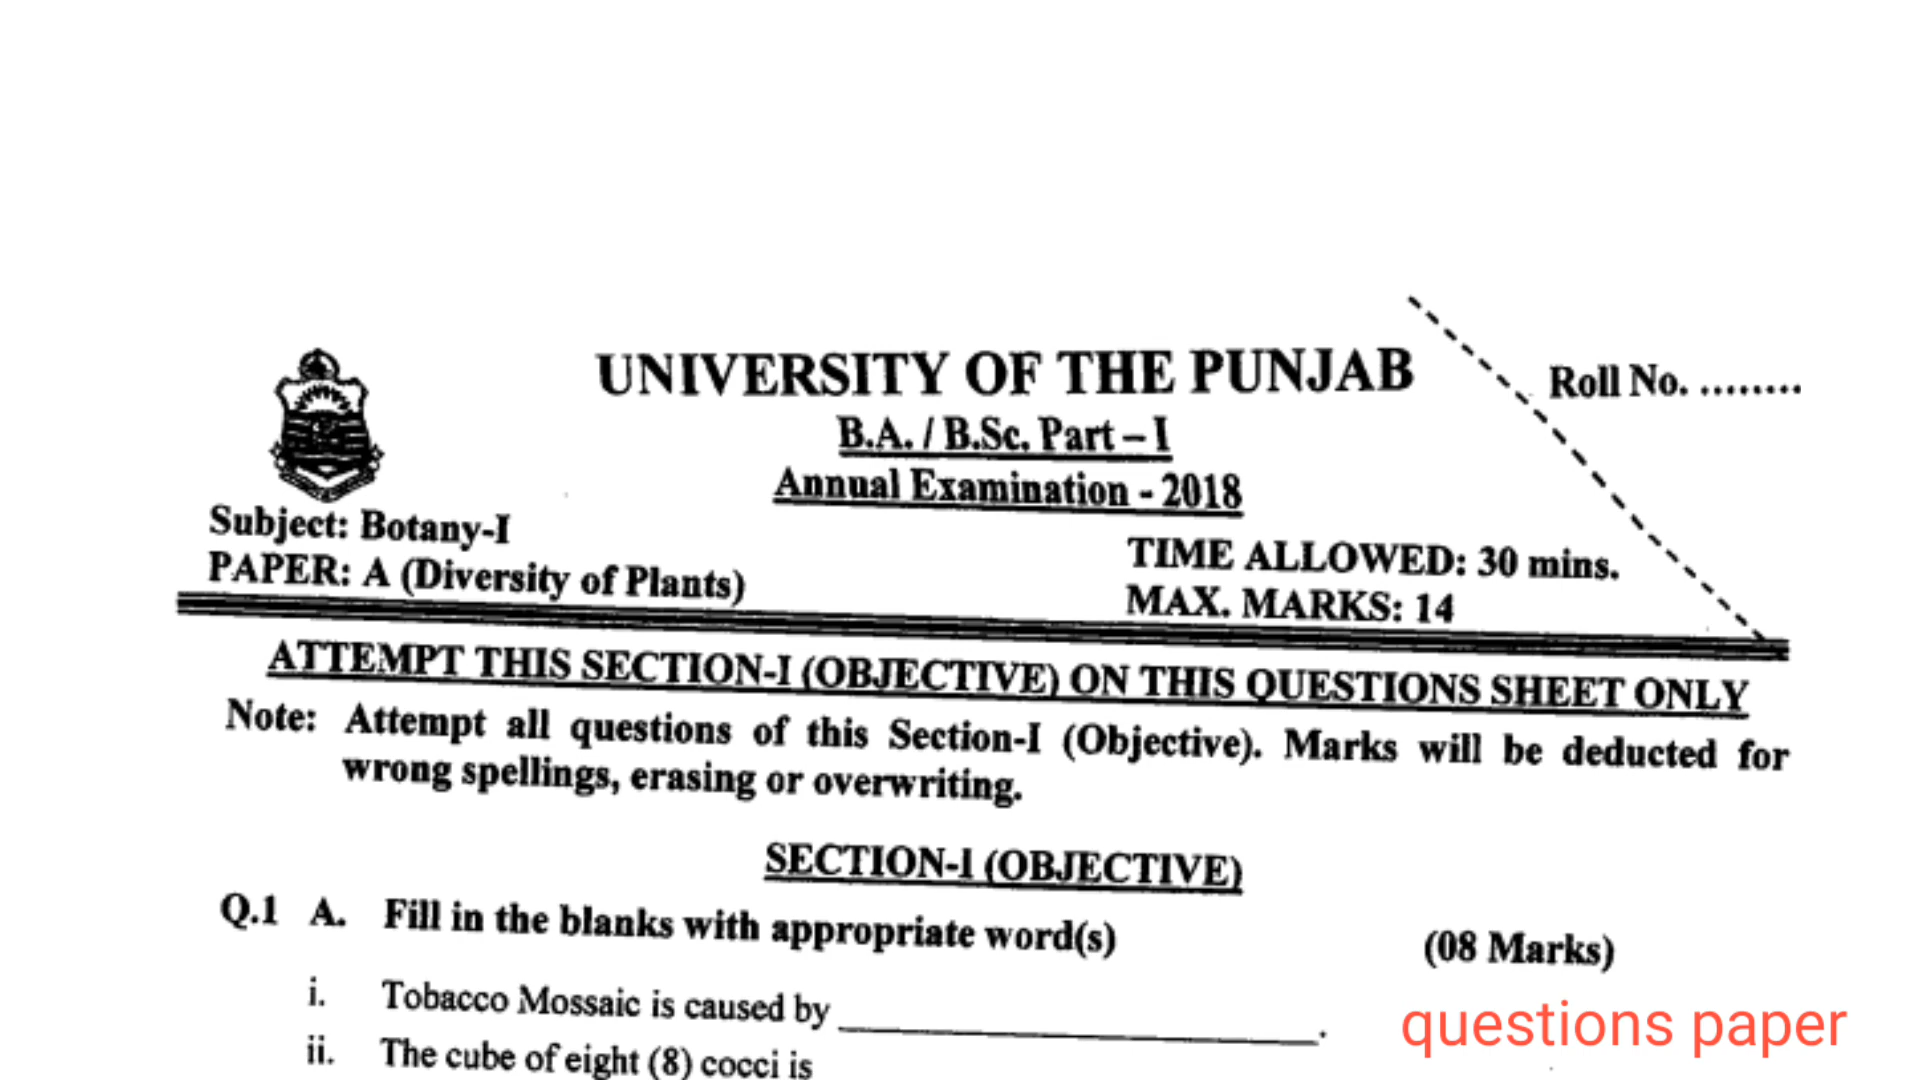 UNIVERSITY OF THE PUNJAB
Roll No. ........
B.A. / B.Sc. Part – I
Annual Examination - 2018
Subject: Botany-I
PAPER: A (Diversity of Plants)
TIME ALLOWED: 30 mins.
MAX. MARKS: 14
ATTEMPT THIS SECTION-I (OBJECTIVE) ON THIS QUESTIONS SHEET ONLY
Note: Attempt all questions of this Section-I (Objective). Marks will be deducted for
wrong spellings, erasing or overwriting.
SECTION-I (OBJECTIVE)
Q.1 A. Fill in the blanks with appropriate word(s) (08 Marks)
i. Tobacco Mossaic is caused by ______________________.
ii. The cube of eight (8) cocci is
questions paper